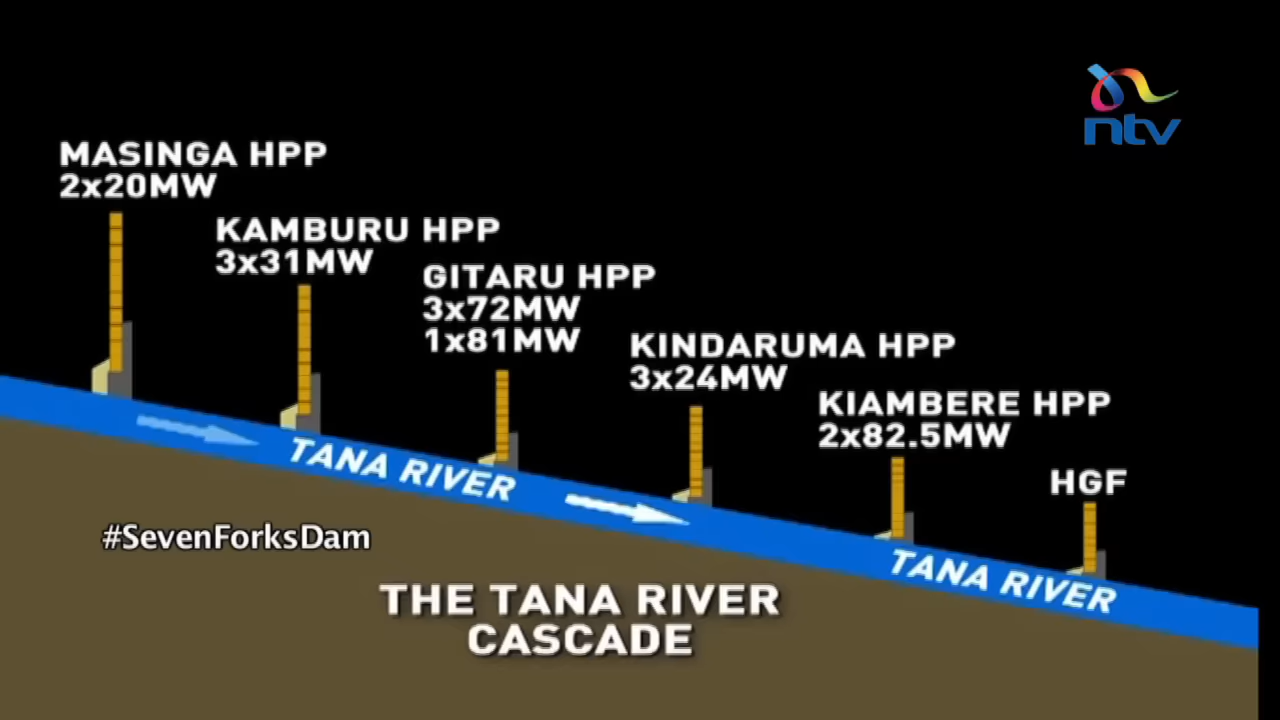 ntv
MASINGA HPP
2x20MW
KAMBURU HPP
3x31MW
GITARU HPP
3x72MW
1x81MW
KINDARUMA HPP
3x24MW
KIAMBERE HPP
2x82.5MW
HGF
TANA RIVER
TANA RIVER
#SevenForksDam
THE TANA RIVER
CASCADE